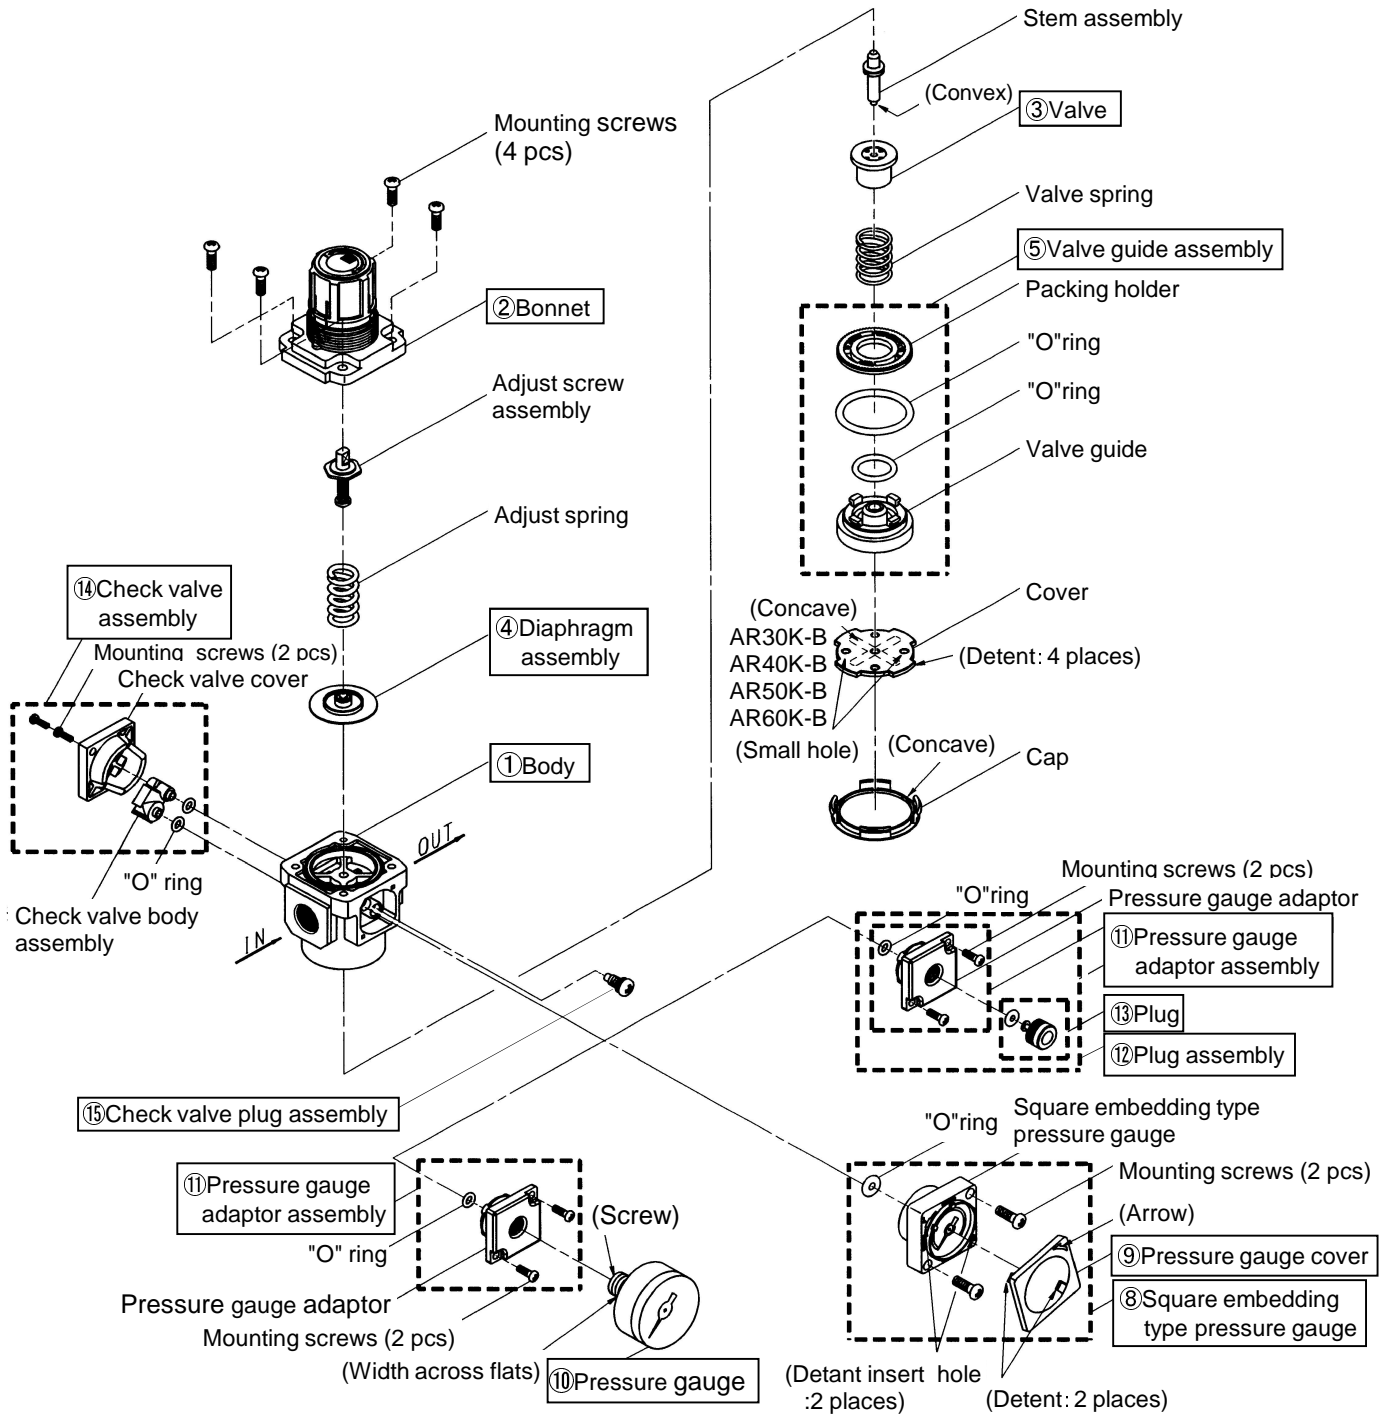 Stem assembly
(Convex)
③Valve
Mounting screws
(4 pcs)
Valve spring
⑤Valve guide assembly
Packing holder
②Bonnet
"O"ring
Adjust screw
assembly
"O"ring
Valve guide
Adjust spring
⑭Check valve
assembly
Mounting screws (2 pcs)
Check valve cover
④Diaphragm
assembly
Cover
(Concave)
AR30K-B
AR40K-B
AR50K-B
AR60K-B
(Small hole)
(Detent: 4 places)
(Concave)
Cap
①Body
OUT
IN
"O" ring
Check valve body
assembly
Mounting screws (2 pcs)
"O"ring
Pressure gauge adaptor
⑪Pressure gauge
adaptor assembly
⑬Plug
⑫Plug assembly
⑮Check valve plug assembly
"O"ring
Square embedding type
pressure gauge
Mounting screws (2 pcs)
(Arrow)
⑨Pressure gauge cover
⑧Square embedding
type pressure gauge
⑪Pressure gauge
adaptor assembly
"O" ring
(Screw)
Pressure gauge adaptor
Mounting screws (2 pcs)
(Width across flats)
⑩Pressure gauge
(Detant insert hole
:2 places)
(Detent: 2 places)